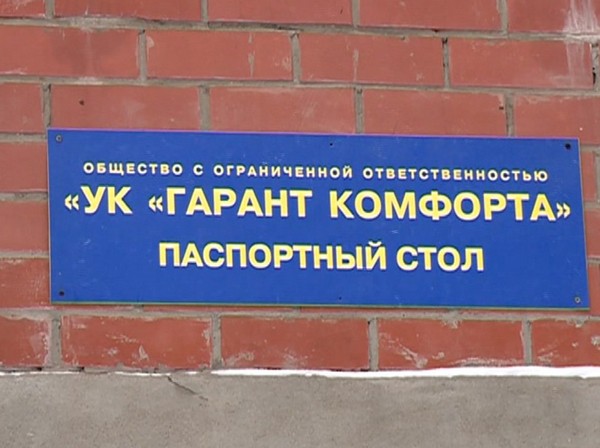 ОБЩЕСТВО С ОГРАНИЧЕННОЙ ОТВЕТСТВЕННОСТЬЮ
«УК «ГАРАНТ КОМФОРТА»
ПАСПОРТНЫЙ СТОЛ